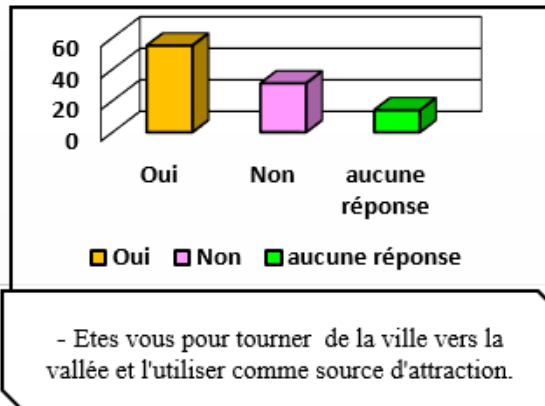 60
40
20
0
Oui Non aucune
réponse
Oui Non aucune réponse
- Etes vous pour tourner de la ville vers la
vallée et l'utiliser comme source d'attraction.